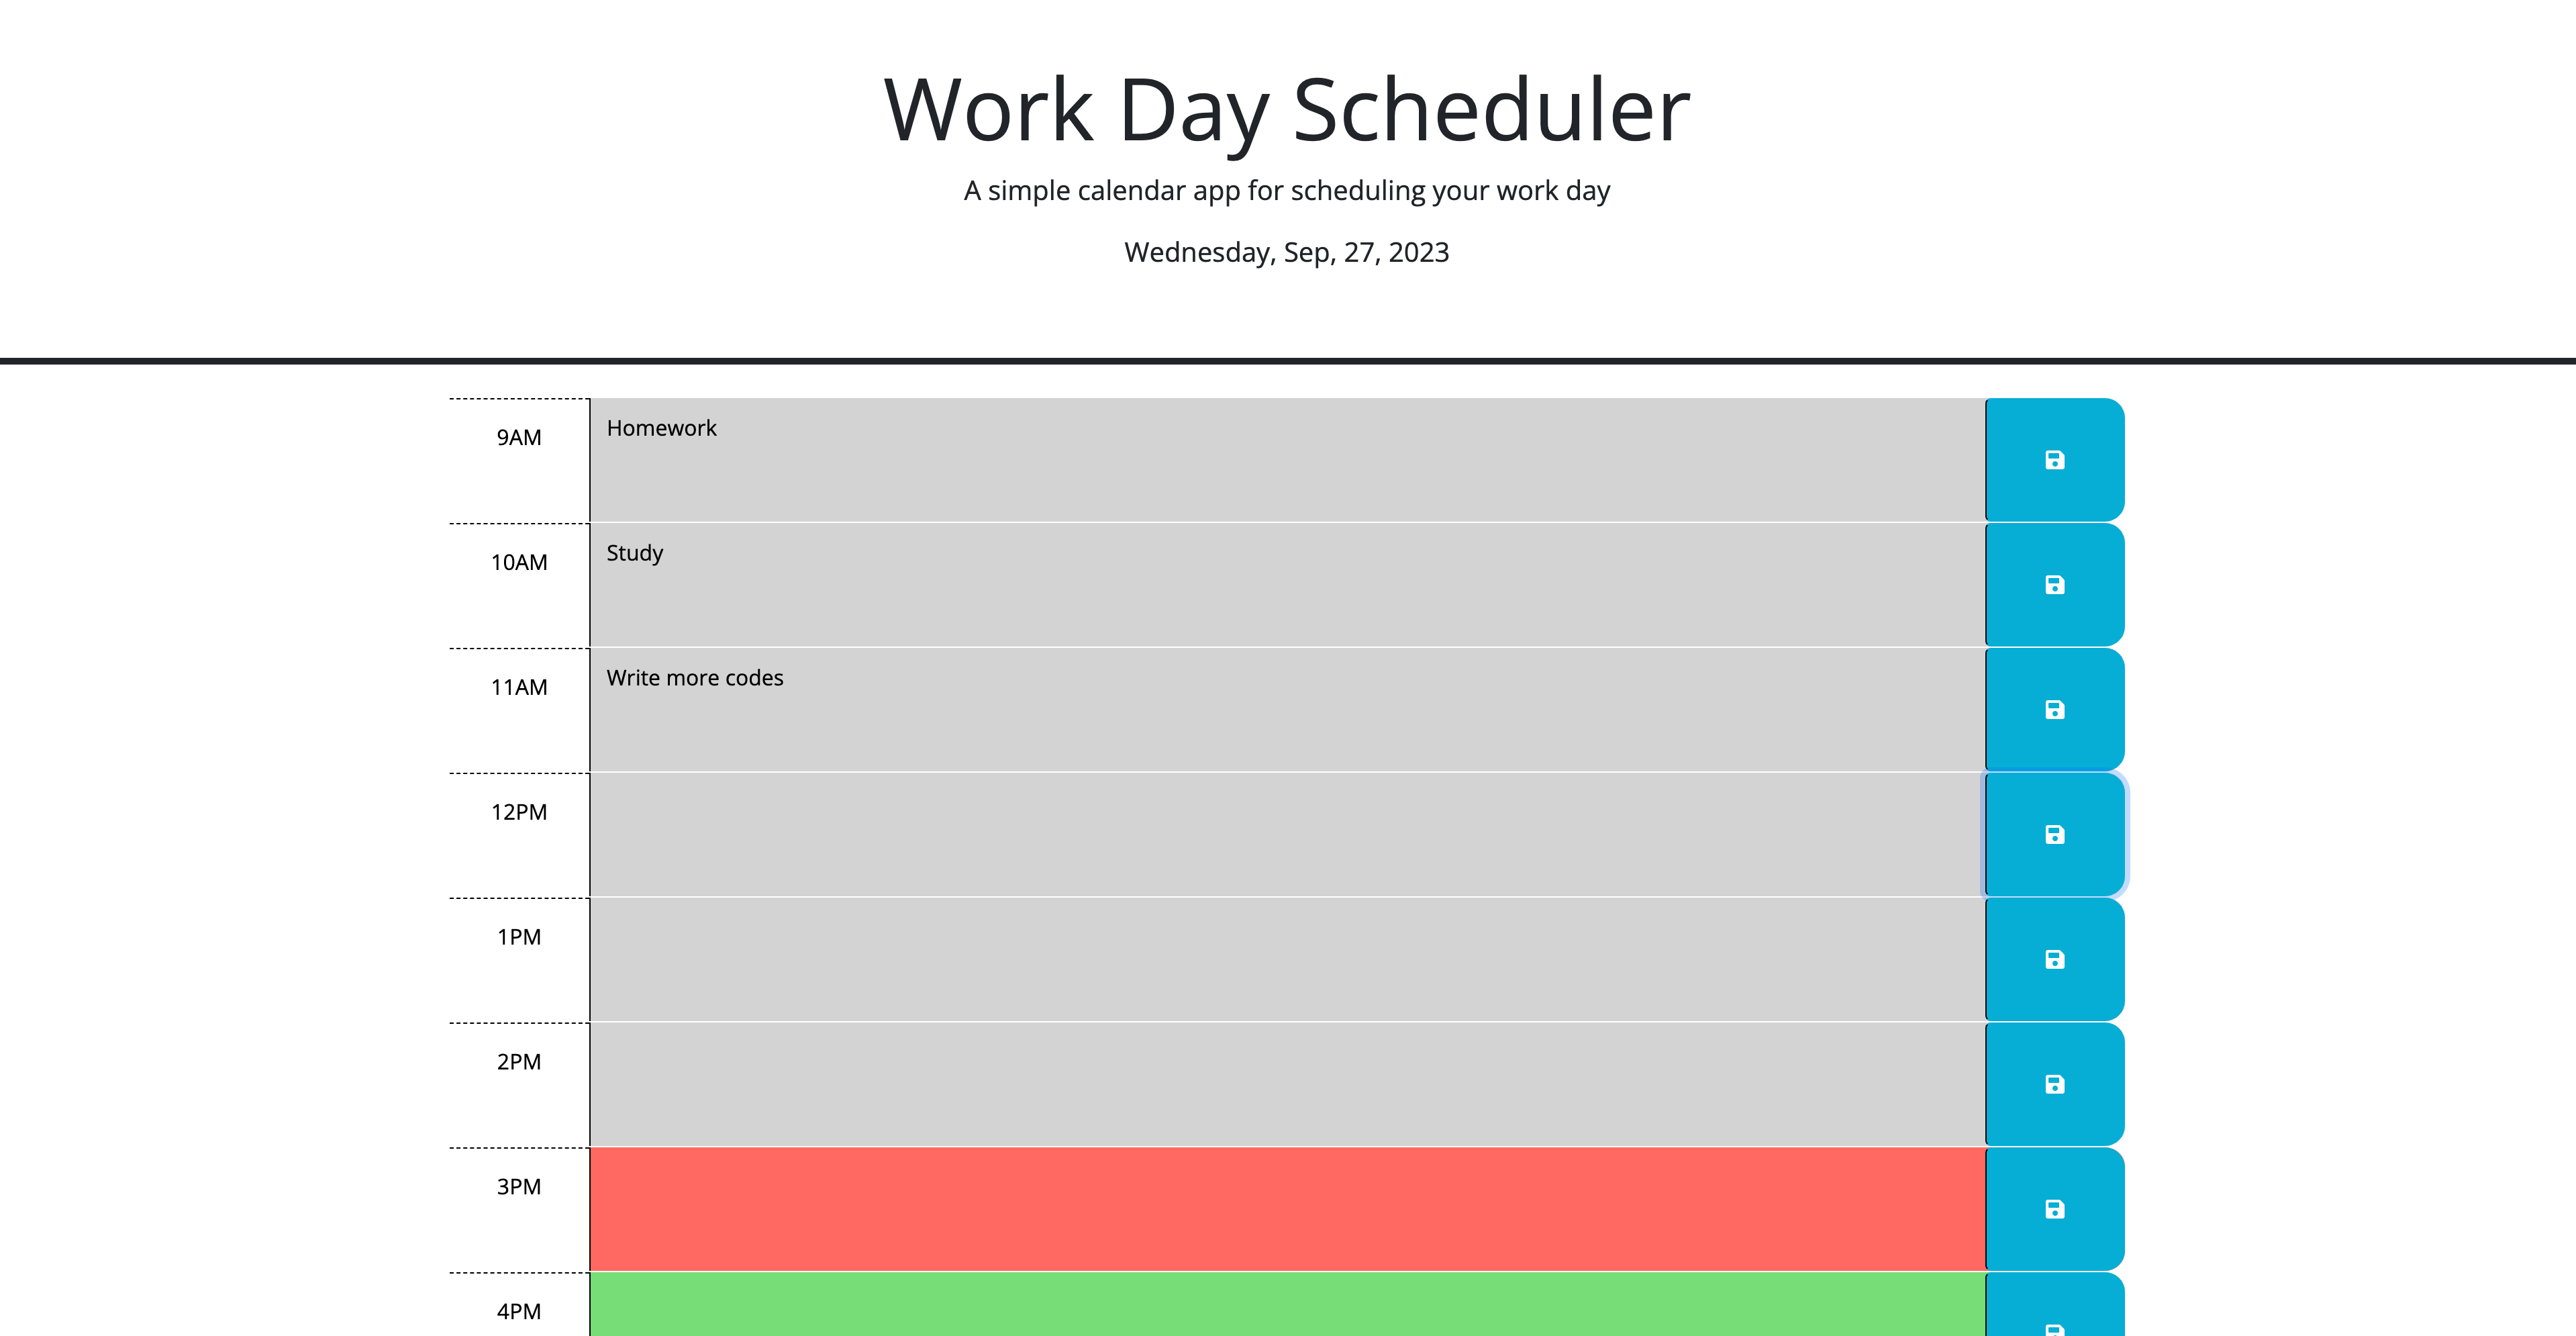 Work Day Scheduler
A simple calendar app for scheduling your work day
Wednesday, Sep, 27, 2023
9AM
Homework
10AM
Study
11AM
Write more codes
12PM
1PM
2PM
3PM
4PM